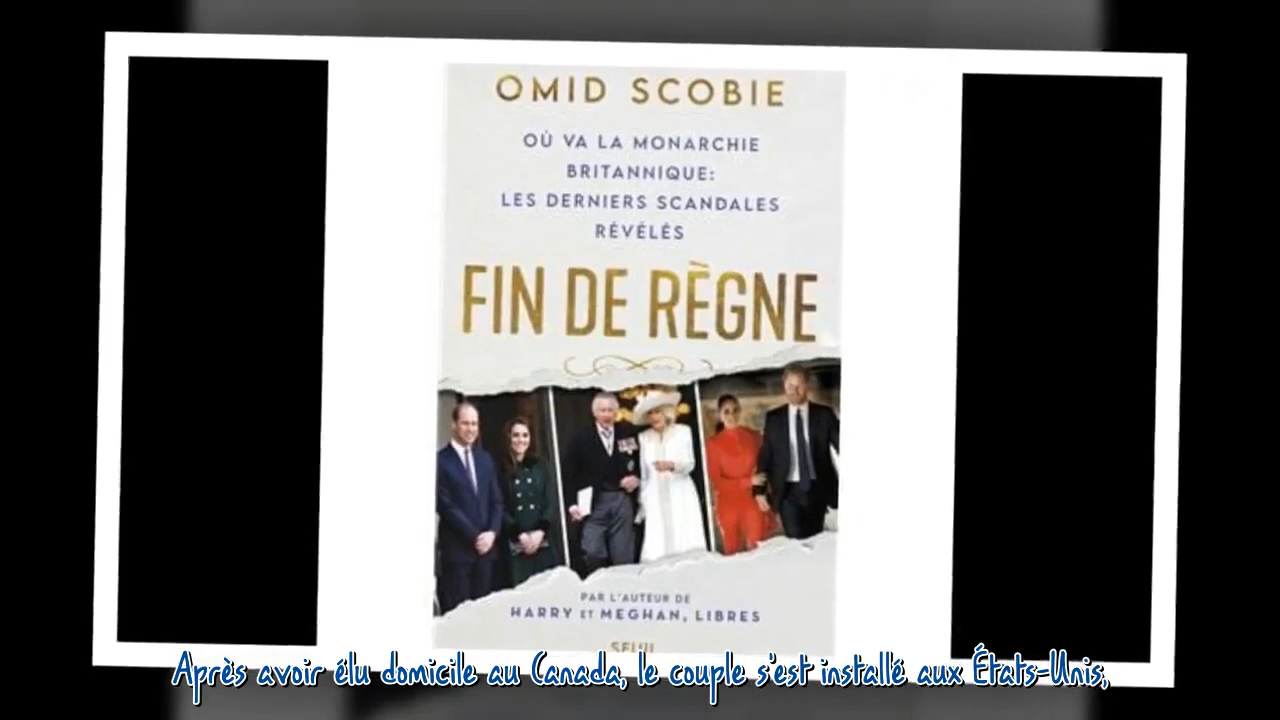 OMID SCOBIE
OÙ VA LA MONARCHIE
BRITANNIQUE:
LES DERNIERS SCANDALES
RÉVÉLÉS
FIN DE RÈGNE
PAR L'AUTEUR DE
HARRY ET MEGHAN, LIBRES
SEUIL
Après avoir élu domicile au Canada, le couple s'est installé aux États-Unis,